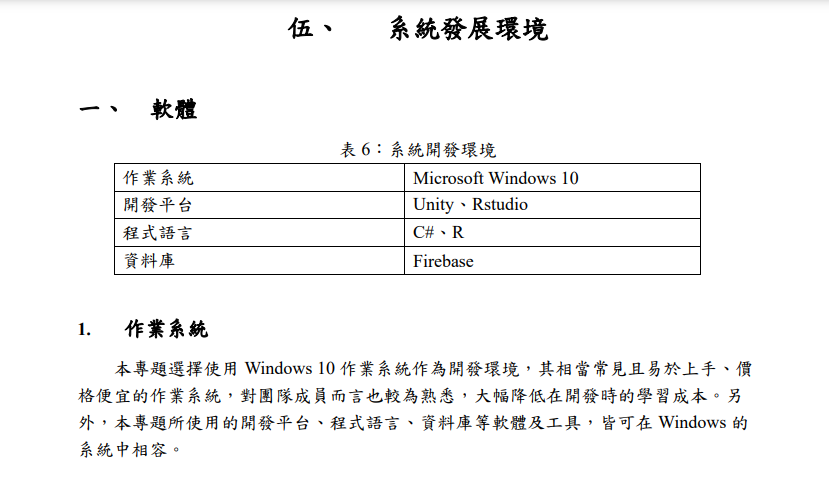 伍、 系統發展環境
一、 軟體
表 6：系統開發環境
作業系統 Microsoft Windows 10
開發平台 Unity、Rstudio
程式語言 C#、R
資料庫 Firebase
1. 作業系統
本專題選擇使用 Windows 10 作業系統作為開發環境，其相當常見且易於上手、價
格便宜的作業系統，對團隊成員而言也較為熟悉，大幅降低在開發時的學習成本。另
外，本專題所使用的開發平台、程式語言、資料庫等軟體及工具，皆可在 Windows 的
系統中相容。